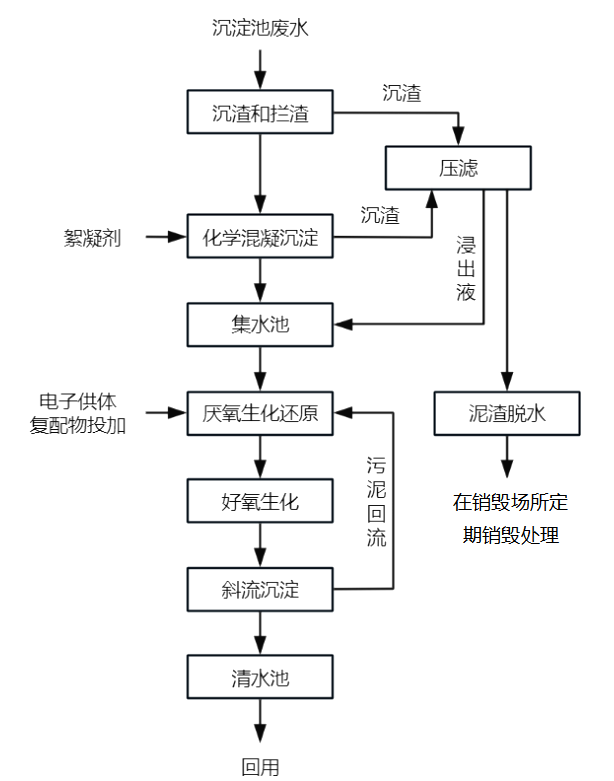 沉淀池废水
沉渣和拦渣
沉渣
压滤
沉渣
絮凝剂
化学混凝沉淀
浸出液
集水池
电子供体
复配物投加
厌氧生化还原
泥渣脱水
污泥回流
好氧生化
在销毁场所定
期销毁处理
斜流沉淀
清水池
回用